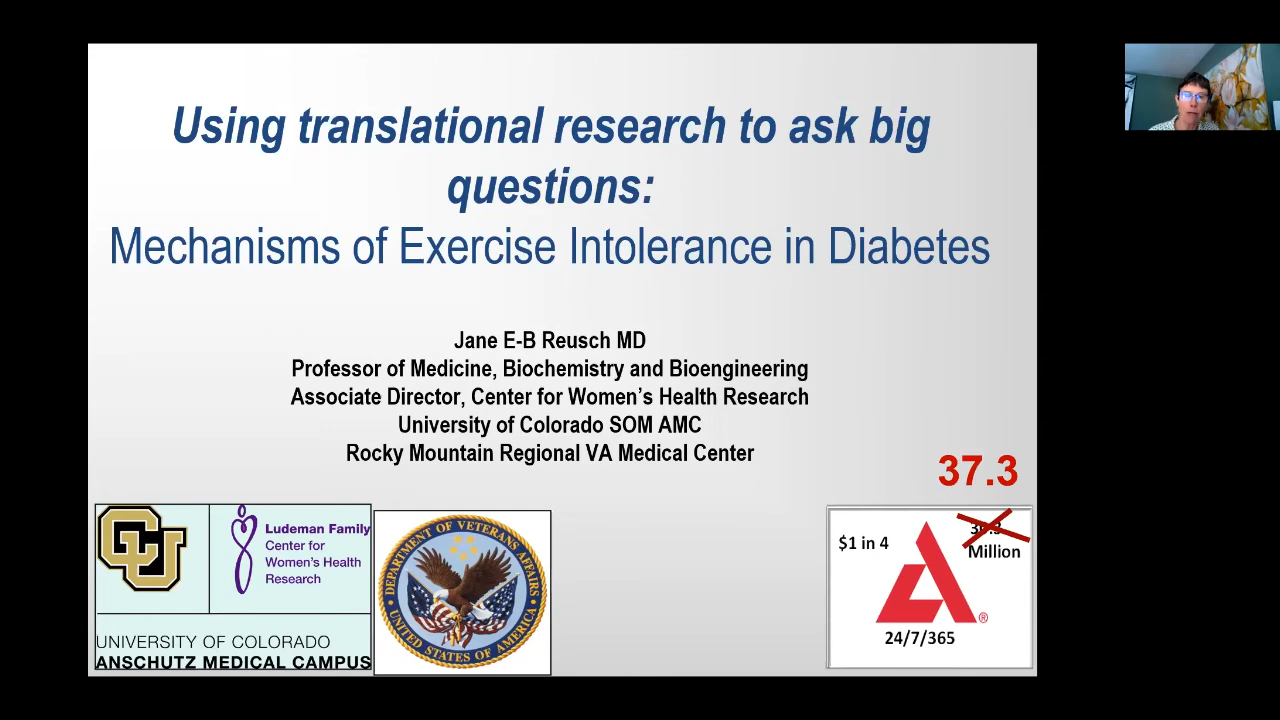 Using translational research to ask big
questions:
Mechanisms of Exercise Intolerance in Diabetes
Jane E-B Reusch MD
Professor of Medicine, Biochemistry and Bioengineering
Associate Director, Center for Women's Health Research
University of Colorado SOM AMC
Rocky Mountain Regional VA Medical Center
37.3
CU
Ludeman Family
Center for
Women's Health
Research
UNIVERSITY OF COLORADO
ANSCHUTZ MEDICAL CAMPUS
DEPARTMENT OF VETERANS AFFAIRS
UNITED STATES OF AMERICA
$1 in 4
Million
®
24/7/365